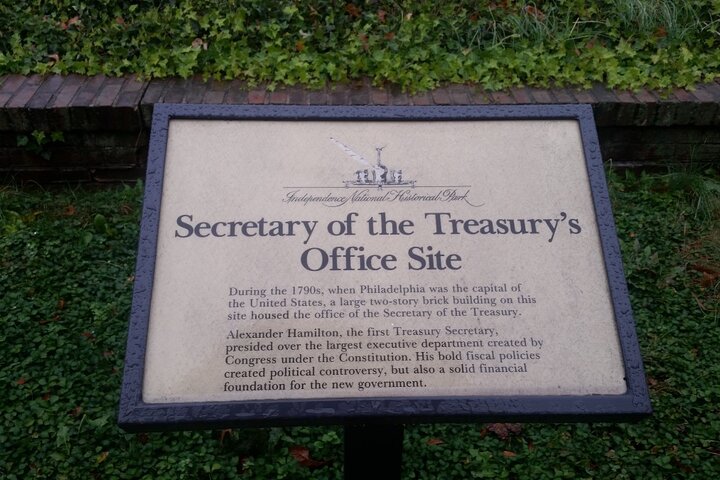 Independence National Historical Park
Secretary of the Treasury's
Office Site
During the 1790s, when Philadelphia was the capital of
the United States, a large two-story brick building on this
site housed the office of the Secretary of the Treasury.
Alexander Hamilton, the first Treasury Secretary,
presided over the largest executive department created by
Congress under the Constitution. His bold fiscal policies
created political controversy, but also a solid financial
foundation for the new government.